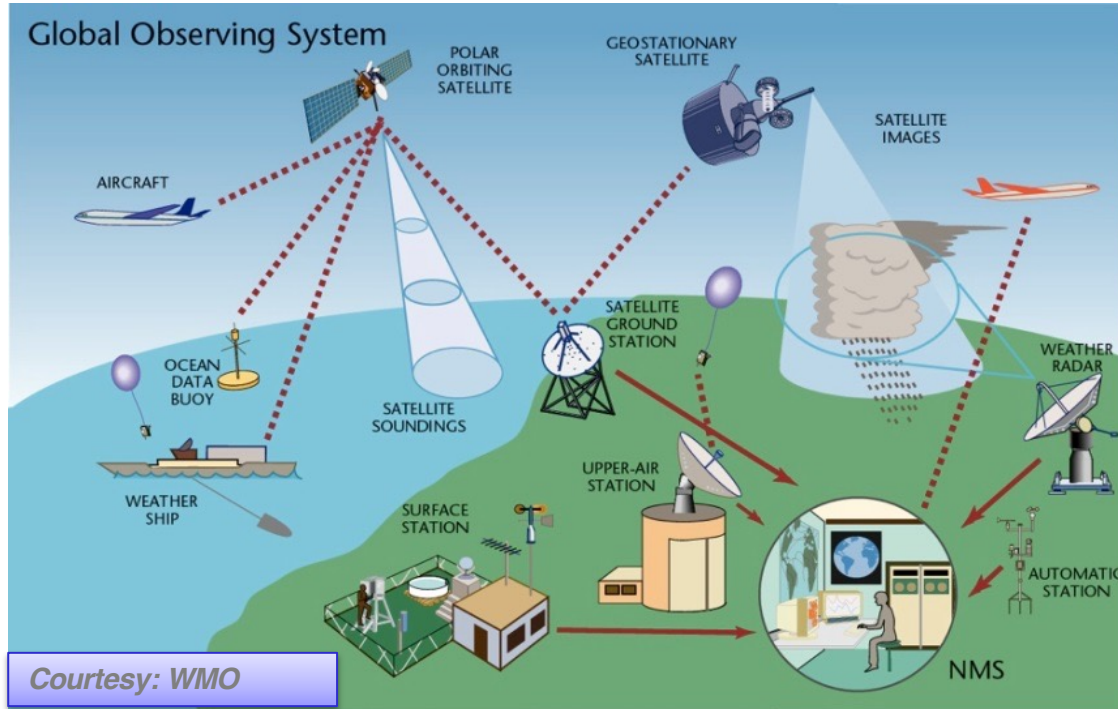 Global Observing System
POLAR
ORBITING
SATELLITE
GEOSTATIONARY
SATELLITE
SATELLITE
IMAGES
AIRCRAFT
OCEAN
DATA
BUOY
SATELLITE
SOUNDINGS
SATELLITE
GROUND
STATION
WEATHER
RADAR
WEATHER
SHIP
SURFACE
STATION
UPPER-AIR
STATION
AUTOMATIC
STATION
NMS
Courtesy: WMO